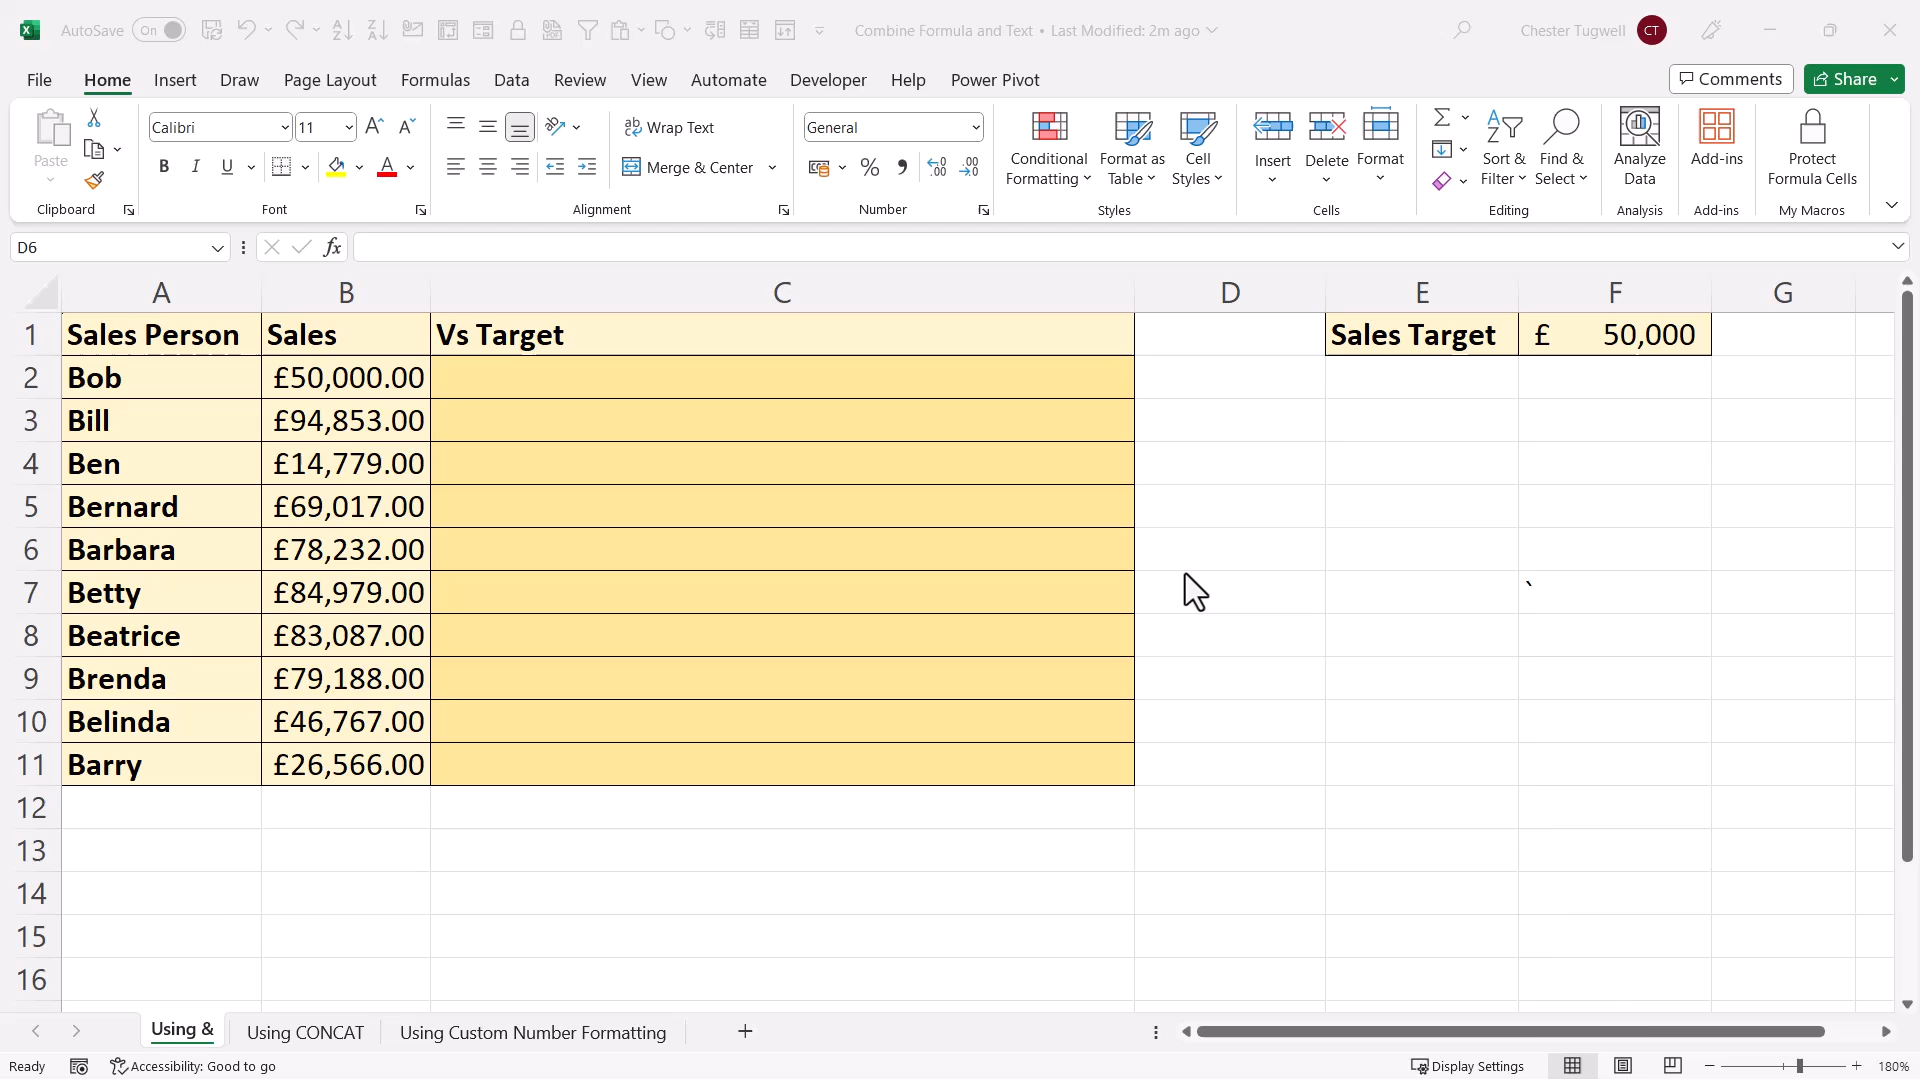 AutoSave Off Combine Formula and Text • Last Modified: 2m ago Chester Tugwell CT
File Home Insert Draw Page Layout Formulas Data Review View Automate Developer Help Power Pivot Comments Share
Paste Calibri 11 Wrap Text General Conditional Formatting Format as Table Cell Styles Insert Delete Format Sort & Filter Find & Select Analyze Data Add-ins Protect Formula Cells
B I U Merge & Center
Clipboard Font Alignment Number Styles Cells Editing Analysis Add-ins My Macros
D6 fx
A B C D E F G
1 Sales Person Sales Vs Target Sales Target £ 50,000
2 Bob £50,000.00
3 Bill £94,853.00
4 Ben £14,779.00
5 Bernard £69,017.00
6 Barbara £78,232.00
7 Betty £84,979.00 `
8 Beatrice £83,087.00
9 Brenda £79,188.00
10 Belinda £46,767.00
11 Barry £26,566.00
12
13
14
15
16
Using & Using CONCAT Using Custom Number Formatting
Ready Accessibility: Good to go Display Settings 180%